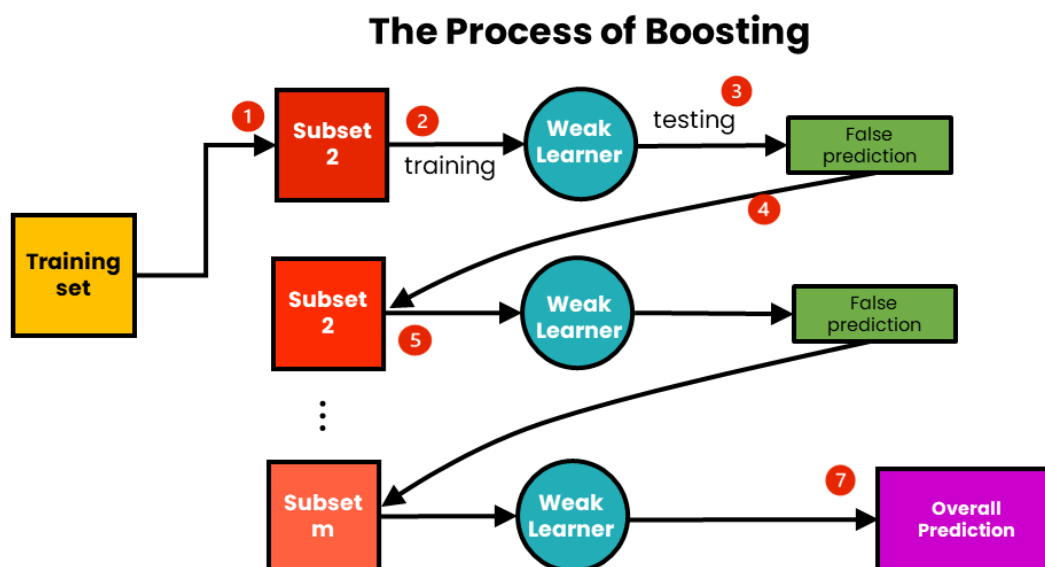 The Process of Boosting
1
Subset
2
2
training
Weak
Learner
3
testing
False
prediction
4
Training
set
Subset
2
5
Weak
Learner
False
prediction
Subset
m
Weak
Learner
7
Overall
Prediction